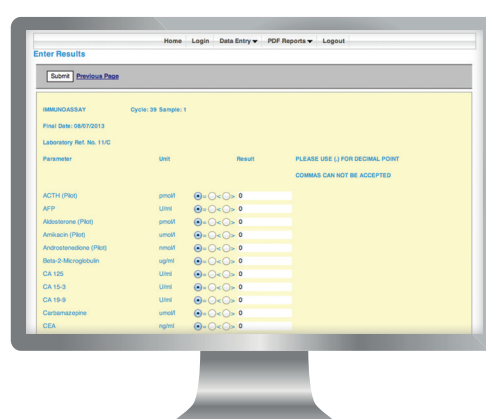 Home Login Data Entry ▾ PDF Reports ▾ Logout
Enter Results
Submit Previous Page
IMMUNOASSAY Cycle: 39 Sample: 1
Final Date: 08/07/2013
Laboratory Ref. No. 11/C
Parameter Unit Result PLEASE USE (.) FOR DECIMAL POINT
COMMAS CAN NOT BE ACCEPTED
ACTH (Pilot) pmol/l = < > 0
AFP U/ml = < > 0
Aldosterone (Pilot) pmol/l = < > 0
Amikacin (Pilot) umol/l = < > 0
Androstenedione (Pilot) nmol/l = < > 0
Beta-2-Microglobulin ug/ml = < > 0
CA 125 U/ml = < > 0
CA 15-3 U/ml = < > 0
CA 19-9 U/ml = < > 0
Carbamazepine umol/l = < > 0
CEA ng/ml = < > 0